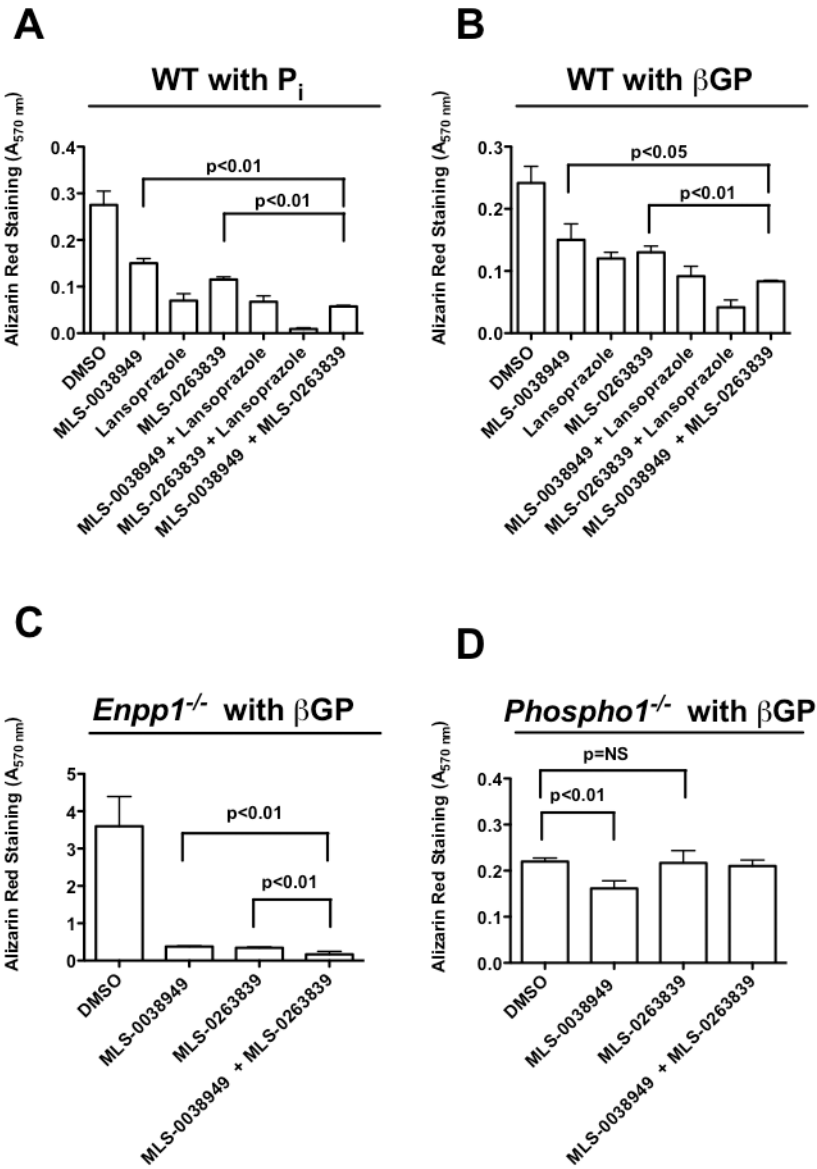 A
WT with Pi
Alizarin Red Staining (A570 nm)
0.4
0.3
0.2
0.1
0.0
p<0.01
p<0.01
DMSO
MLS-0038949
Lansoprazole
MLS-0263839
MLS-0038949 + Lansoprazole
MLS-0263839 + Lansoprazole
MLS-0038949 + MLS-0263839
B
WT with βGP
Alizarin Red Staining (A570 nm)
0.3
0.2
0.1
0.0
p<0.05
p<0.01
DMSO
MLS-0038949
Lansoprazole
MLS-0263839
MLS-0038949 + Lansoprazole
MLS-0263839 + Lansoprazole
MLS-0038949 + MLS-0263839
C
Enpp1-/- with βGP
Alizarin Red Staining (A570 nm)
5
4
3
2
1
0
p<0.01
p<0.01
DMSO
MLS-0038949
MLS-0263839
MLS-0038949 + MLS-0263839
D
Phospho1-/- with βGP
Alizarin Red Staining (A570 nm)
0.4
0.3
0.2
0.1
0.0
p=NS
p<0.01
DMSO
MLS-0038949
MLS-0263839
MLS-0038949 + MLS-0263839